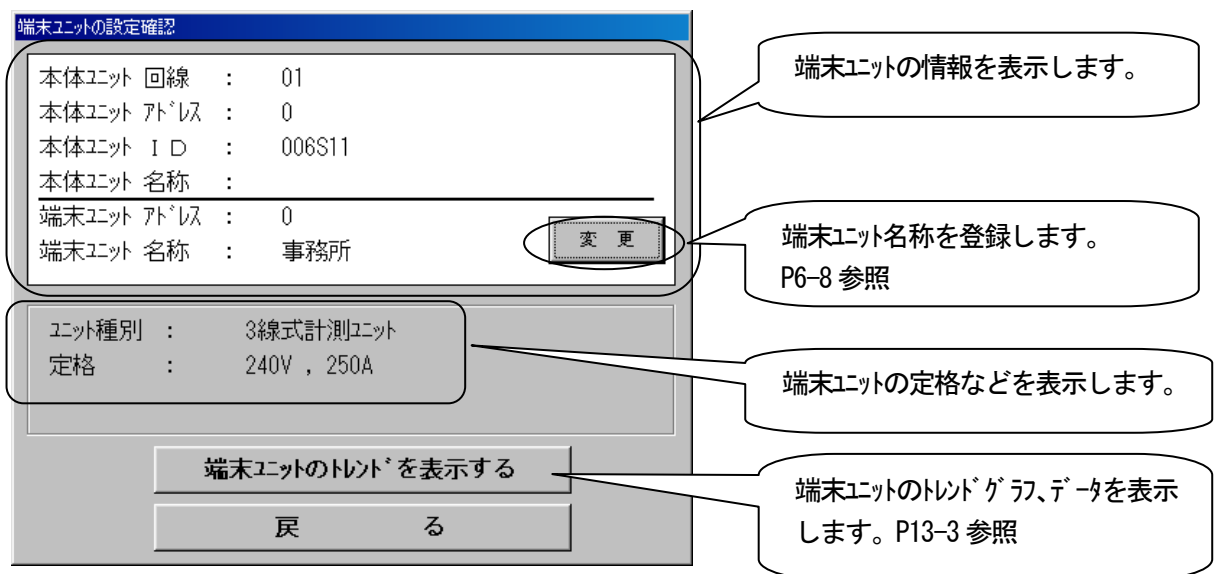 端末ﾕﾆｯﾄの設定確認
本体ﾕﾆｯﾄ 回線 : 01
本体ﾕﾆｯﾄ ｱﾄﾞﾚｽ : 0
本体ﾕﾆｯﾄ ＩＤ : 006S11
本体ﾕﾆｯﾄ 名称 :
端末ﾕﾆｯﾄ ｱﾄﾞﾚｽ : 0
端末ﾕﾆｯﾄ 名称 : 事務所
変 更
ﾕﾆｯﾄ種別 : 3線式計測ﾕﾆｯﾄ
定格 : 240V , 250A
端末ﾕﾆｯﾄのﾄﾚﾝﾄﾞを表示する
戻 る
端末ﾕﾆｯﾄの情報を表示します。
端末ﾕﾆｯﾄ名称を登録します。
P6-8 参照
端末ﾕﾆｯﾄの定格などを表示します。
端末ﾕﾆｯﾄのﾄﾚﾝﾄﾞｸﾞﾗﾌ､ﾃﾞｰﾀを表示
します。P13-3 参照